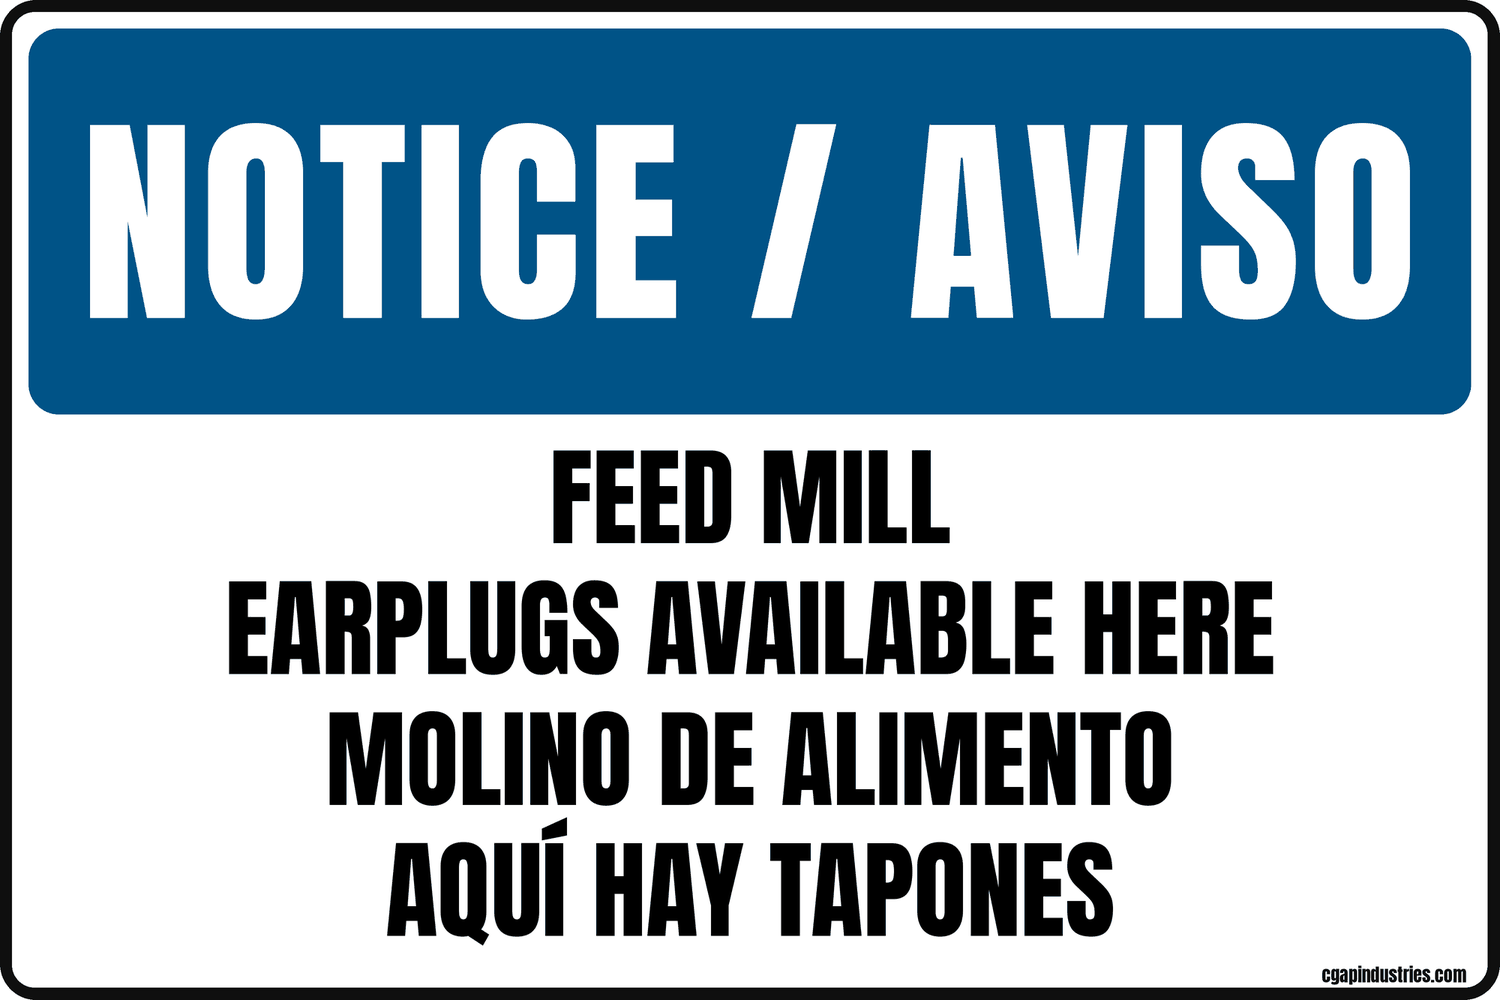 NOTICE / AVISO
FEED MILL
EARPLUGS AVAILABLE HERE
MOLINO DE ALIMENTO
AQUÍ HAY TAPONES
cgapindustries.com